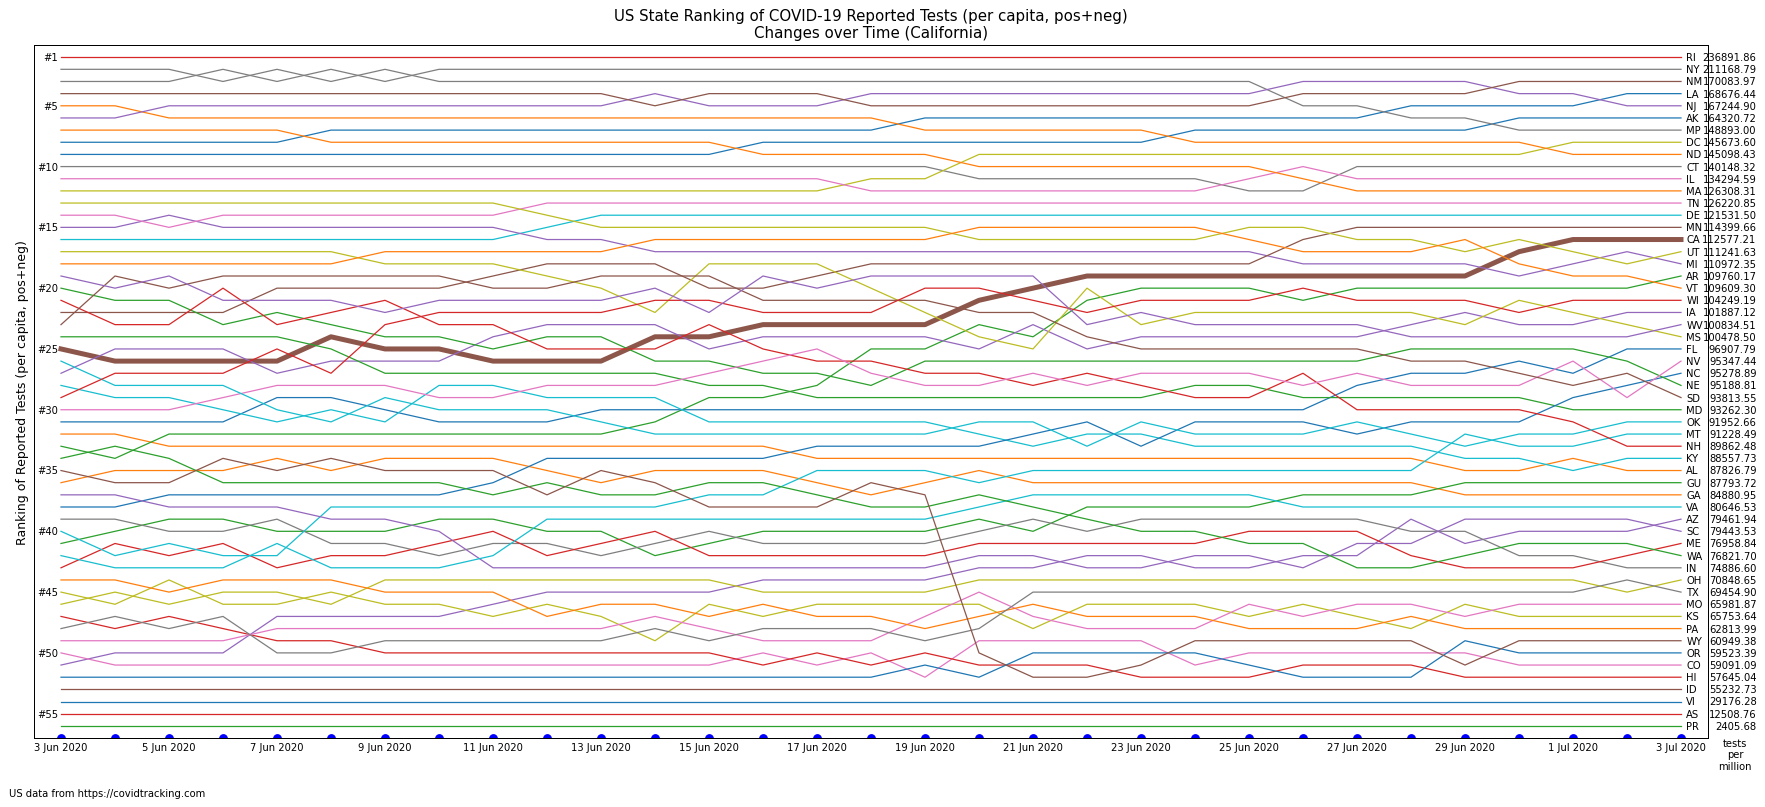 US State Ranking of COVID-19 Reported Tests (per capita, pos+neg)
Changes over Time (California)
Ranking of Reported Tests (per capita, pos+neg)
#1
#5
#10
#15
#20
#25
#30
#35
#40
#45
#50
#55
RI 236891.86
NY 211168.79
NM 170083.97
LA 168676.44
NJ 167244.90
AK 164320.72
MP 148893.00
DC 145673.60
ND 145098.43
CT 140148.32
IL 134294.59
MA 126308.31
TN 126220.85
DE 121531.50
MN 114399.66
CA 112577.21
UT 111241.63
MI 110972.35
AR 109760.17
VT 109609.30
WI 104249.19
IA 101887.12
WV 100834.51
MS 100478.50
FL 96907.79
NV 95347.44
NC 95278.89
NE 95188.81
SD 93813.55
MD 93262.30
OK 91952.66
MT 91228.49
NH 89862.48
KY 88557.73
AL 87826.79
GU 87793.72
GA 84880.95
VA 80646.53
AZ 79461.94
SC 79443.53
ME 76958.84
WA 76821.70
IN 74886.60
OH 70848.65
TX 69454.90
MO 65981.87
KS 65753.64
PA 62813.99
WY 60949.38
OR 59523.39
CO 59091.09
HI 57645.04
ID 55232.73
VI 29176.28
AS 12508.76
PR 2405.68
3 Jun 2020 5 Jun 2020 7 Jun 2020 9 Jun 2020 11 Jun 2020 13 Jun 2020 15 Jun 2020 17 Jun 2020 19 Jun 2020 21 Jun 2020 23 Jun 2020 25 Jun 2020 27 Jun 2020 29 Jun 2020 1 Jul 2020 3 Jul 2020
tests
per
million
US data from https://covidtracking.com